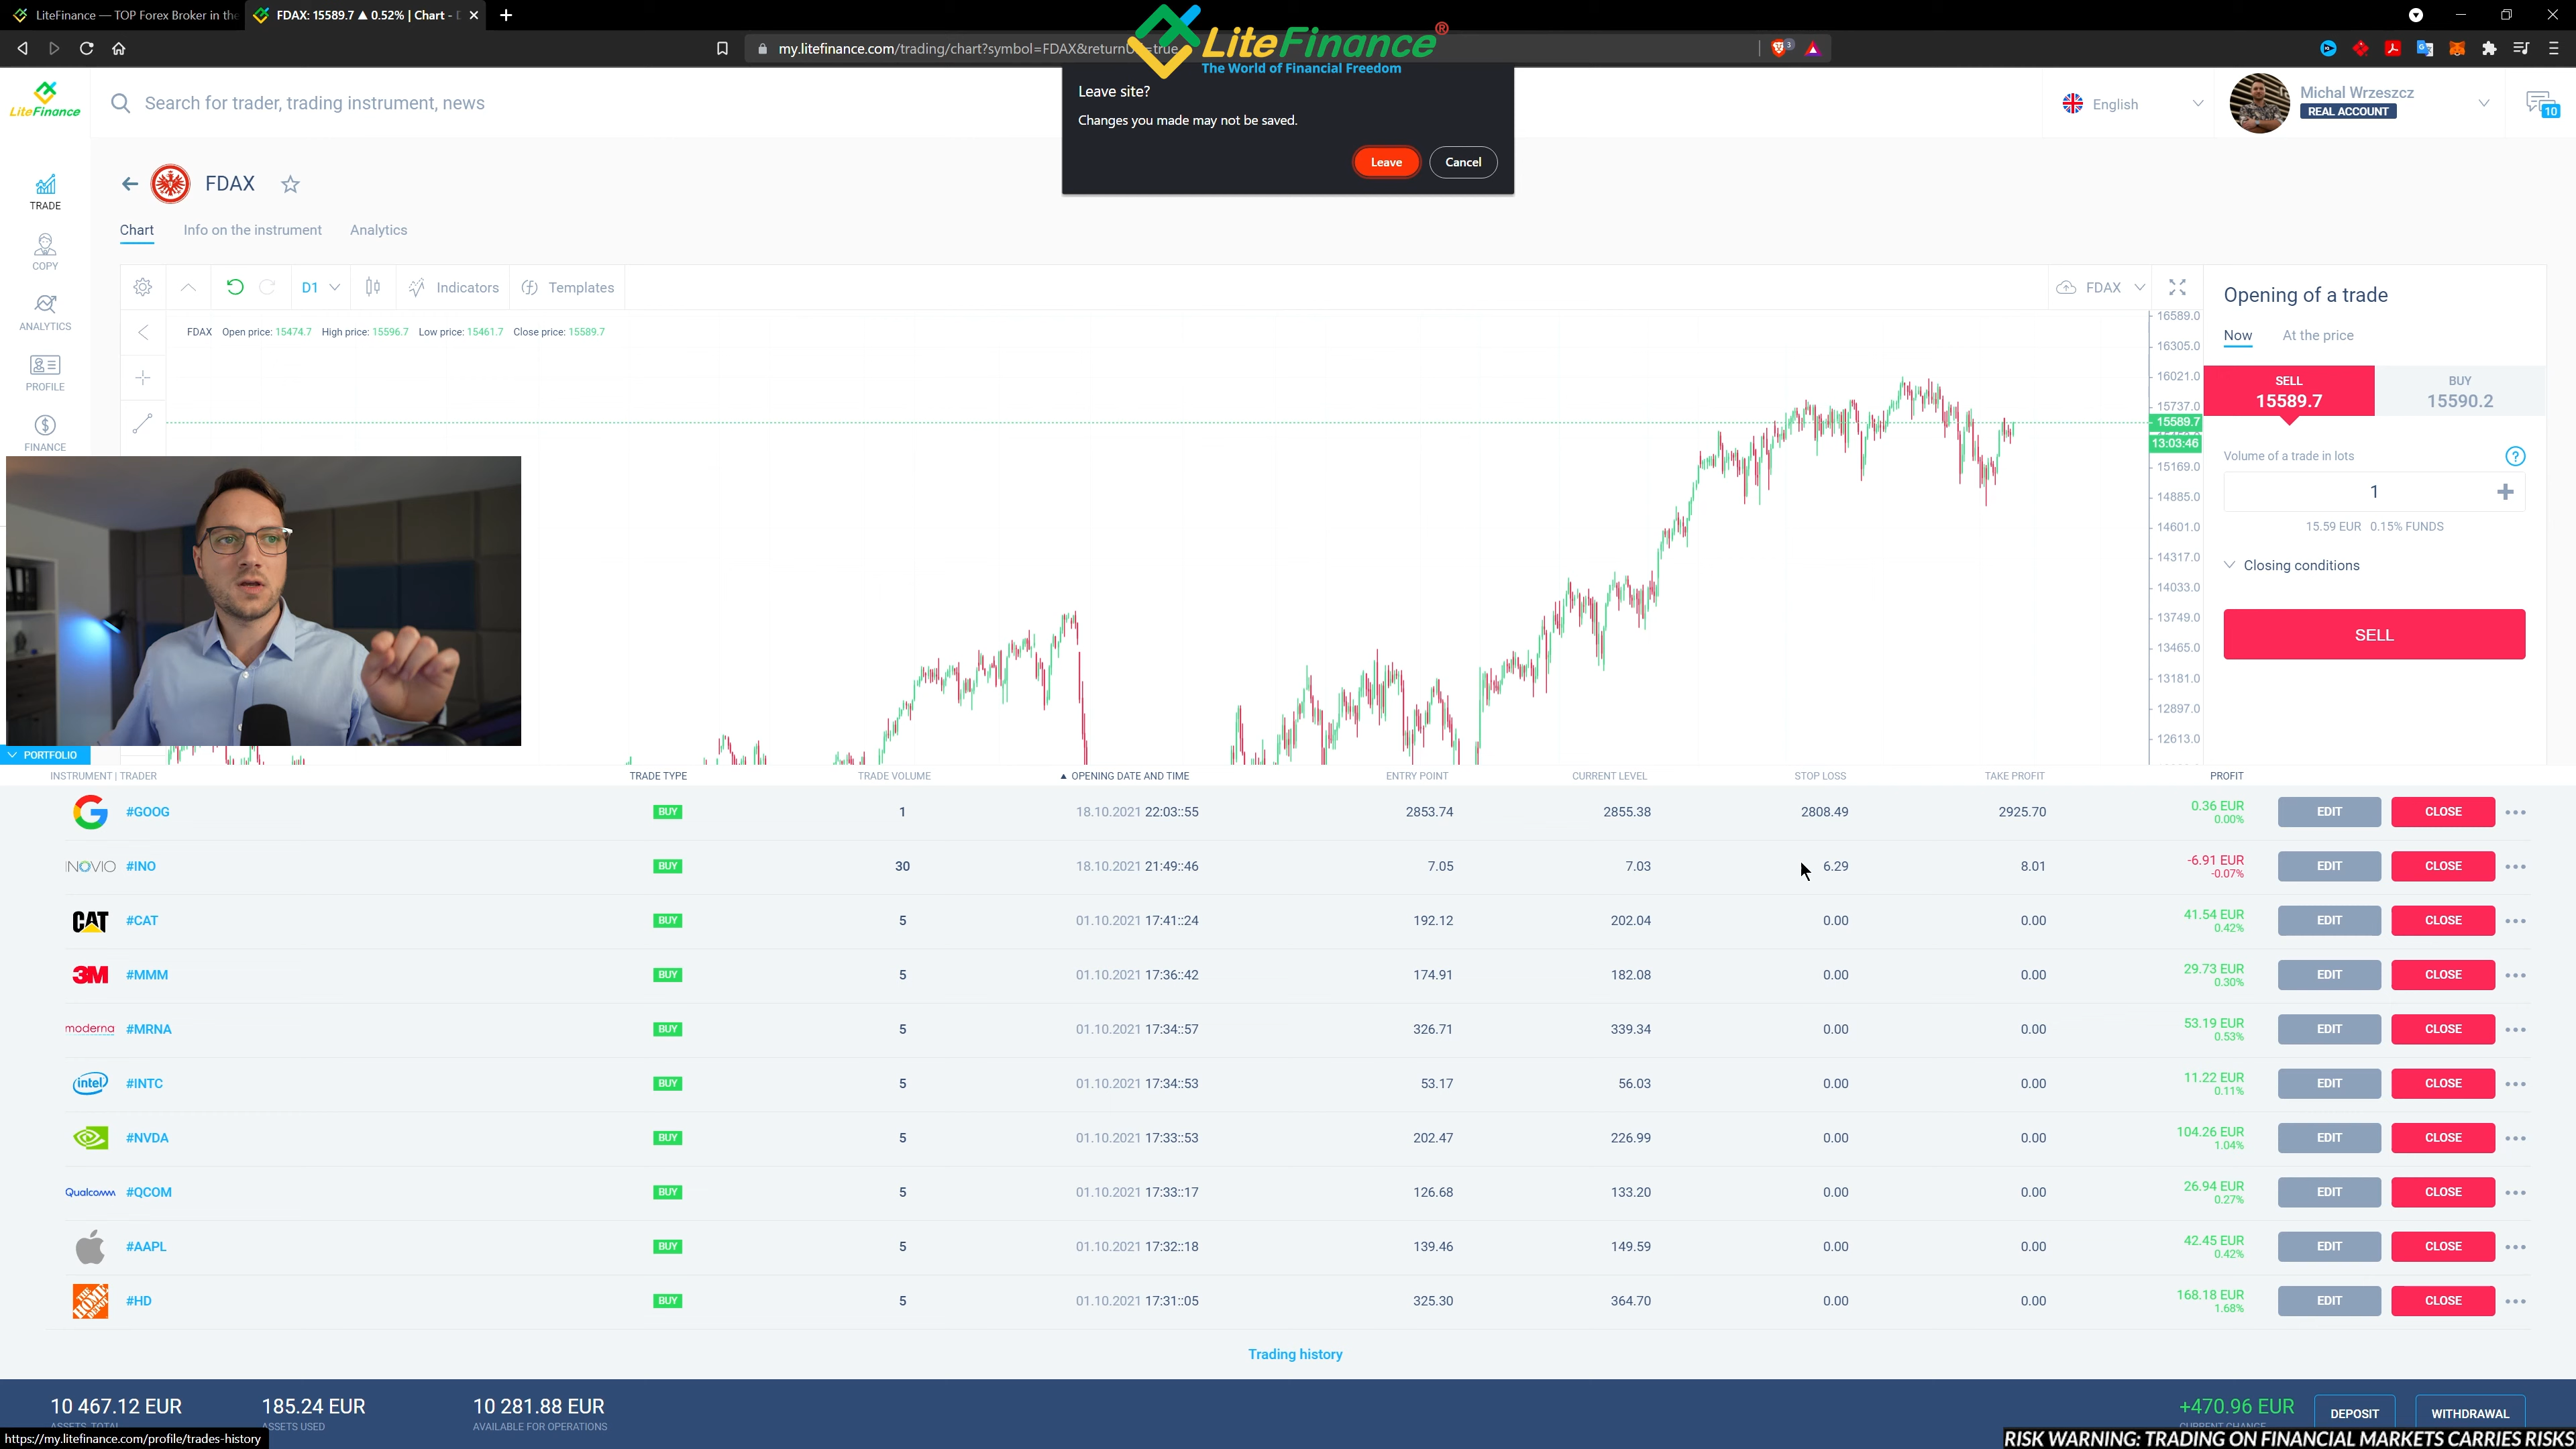 LiteFinance — TOP Forex Broker in the
FDAX: 15589.7 ▲ 0.52% | Chart -
my.litefinance.com/trading/chart?symbol=FDAX&returnU
=true
3
LiteFinance®
The World of Financial Freedom
Leave site?
Changes you made may not be saved.
Leave
Cancel
LiteFinance
Search for trader, trading instrument, news
English
Michal Wrzeszcz
REAL ACCOUNT
10
TRADE
COPY
ANALYTICS
PROFILE
FINANCE
FDAX
Chart
Info on the instrument
Analytics
D1
Indicators
Templates
FDAX
FDAX Open price: 15474.7 High price: 15596.7 Low price: 15461.7 Close price: 15589.7
16589.0
16305.0
16021.0
15737.0
15589.7
13:03:46
15169.0
14885.0
14601.0
14317.0
14033.0
13749.0
13465.0
13181.0
12897.0
12613.0
Opening of a trade
Now
At the price
SELL
15589.7
BUY
15590.2
Volume of a trade in lots
?
1
15.59 EUR 0.15% FUNDS
Closing conditions
SELL
PORTFOLIO
INSTRUMENT | TRADER TRADE TYPE TRADE VOLUME ▲ OPENING DATE AND TIME ENTRY POINT CURRENT LEVEL STOP LOSS TAKE PROFIT PROFIT
#GOOG BUY 1 18.10.2021 22:03::55 2853.74 2855.38 2808.49 2925.70 0.36 EUR EDIT CLOSE
0.00%
INOVIO #INO BUY 30 18.10.2021 21:49::46 7.05 7.03 6.29 8.01 -6.91 EUR EDIT CLOSE
-0.07%
CAT #CAT BUY 5 01.10.2021 17:41::24 192.12 202.04 0.00 0.00 41.54 EUR EDIT CLOSE
0.42%
3M #MMM BUY 5 01.10.2021 17:36::42 174.91 182.08 0.00 0.00 29.73 EUR EDIT CLOSE
0.30%
moderna #MRNA BUY 5 01.10.2021 17:34::57 326.71 339.34 0.00 0.00 53.19 EUR EDIT CLOSE
0.53%
intel #INTC BUY 5 01.10.2021 17:34::53 53.17 56.03 0.00 0.00 11.22 EUR EDIT CLOSE
0.11%
#NVDA BUY 5 01.10.2021 17:33::53 202.47 226.99 0.00 0.00 104.26 EUR EDIT CLOSE
1.04%
Qualcomm #QCOM BUY 5 01.10.2021 17:33::17 126.68 133.20 0.00 0.00 26.94 EUR EDIT CLOSE
0.27%
#AAPL BUY 5 01.10.2021 17:32::18 139.46 149.59 0.00 0.00 42.45 EUR EDIT CLOSE
0.42%
THE HOME DEPOT #HD BUY 5 01.10.2021 17:31::05 325.30 364.70 0.00 0.00 168.18 EUR EDIT CLOSE
1.68%
Trading history
10 467.12 EUR
ASSETS TOTAL
185.24 EUR
ASSETS USED
10 281.88 EUR
AVAILABLE FOR OPERATIONS
+470.96 EUR
CURRENT CHANGE
DEPOSIT
WITHDRAWAL
https://my.litefinance.com/profile/trades-history
RISK WARNING: TRADING ON FINANCIAL MARKETS CARRIES RISKS